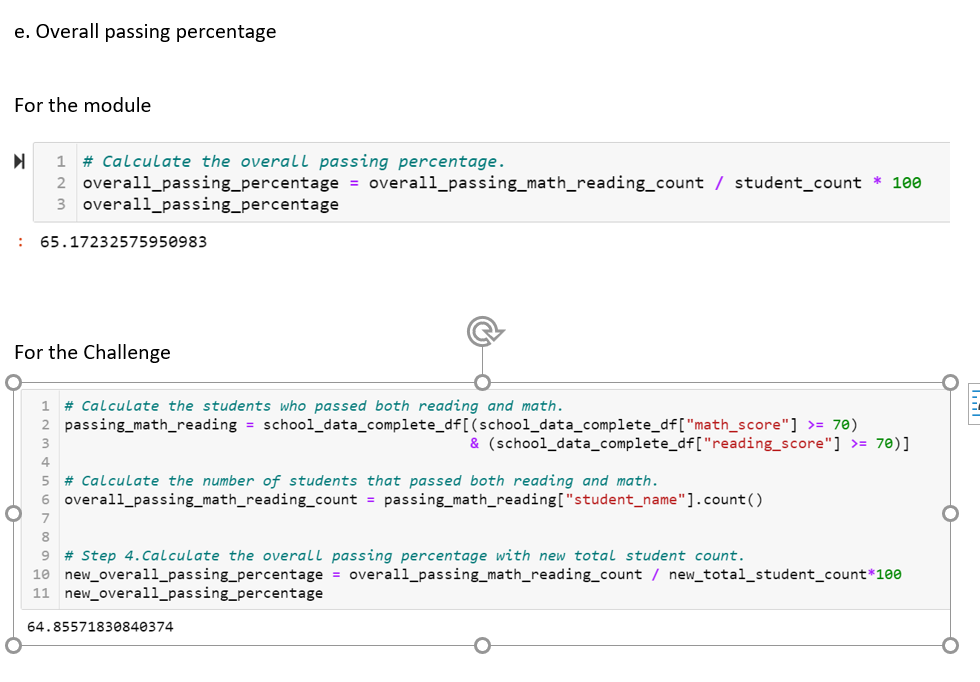 e. Overall passing percentage
For the module
1 # Calculate the overall passing percentage.
2 overall_passing_percentage = overall_passing_math_reading_count / student_count * 100
3 overall_passing_percentage
: 65.17232575950983
For the Challenge
1 # Calculate the students who passed both reading and math.
2 passing_math_reading = school_data_complete_df[(school_data_complete_df["math_score"] >= 70)
3 & (school_data_complete_df["reading_score"] >= 70)]
4
5 # Calculate the number of students that passed both reading and math.
6 overall_passing_math_reading_count = passing_math_reading["student_name"].count()
7
8
9 # Step 4.Calculate the overall passing percentage with new total student count.
10 new_overall_passing_percentage = overall_passing_math_reading_count / new_total_student_count*100
11 new_overall_passing_percentage
64.85571830840374